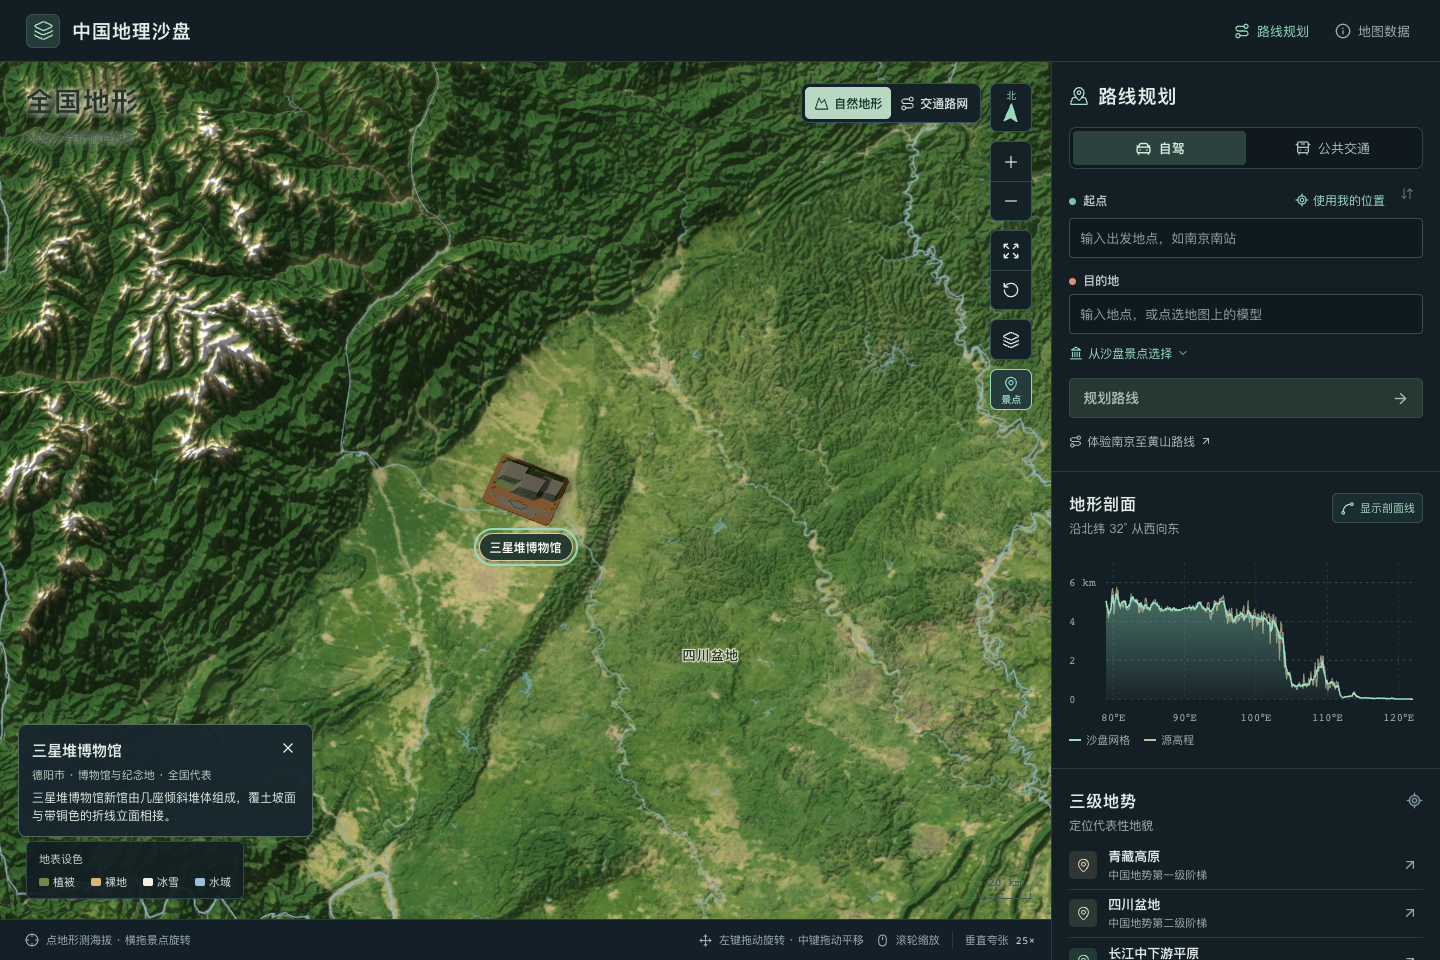 中国地理沙盘
路线规划
地图数据
全国地形
自然地形
交通路网
北
景点
三星堆博物馆
四川盆地
三星堆博物馆
德阳市 · 博物馆与纪念地 · 全国代表
三星堆博物馆新馆由几座倾斜堆体组成，覆土坡面
与带铜色的折线立面相接。
地表设色
植被
裸地
冰雪
水域
点地形测海拔 · 横拖景点旋转
左键拖动旋转 · 中键拖动平移
滚轮缩放
垂直夸张 25×
路线规划
自驾
公共交通
起点
使用我的位置
输入出发地点，如南京南站
目的地
输入地点，或点选地图上的模型
从沙盘景点选择
规划路线
体验南京至黄山路线
地形剖面
显示剖面线
沿北纬 32° 从西向东
6 km
4
2
0
80°E 90°E 100°E 110°E 120°E
沙盘网格
源高程
三级地势
定位代表性地貌
青藏高原
中国地势第一级阶梯
四川盆地
中国地势第二级阶梯
长江中下游平原